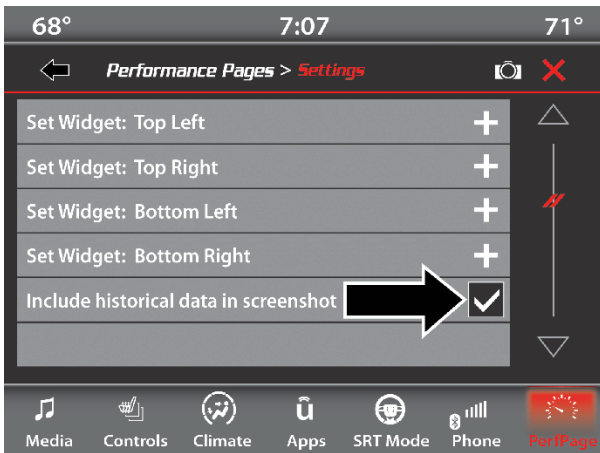 68° 7:07 71°
Performance Pages > Settings
Set Widget: Top Left
Set Widget: Top Right
Set Widget: Bottom Left
Set Widget: Bottom Right
Include historical data in screenshot
û
Media Controls Climate Apps SRT Mode Phone PerfPage